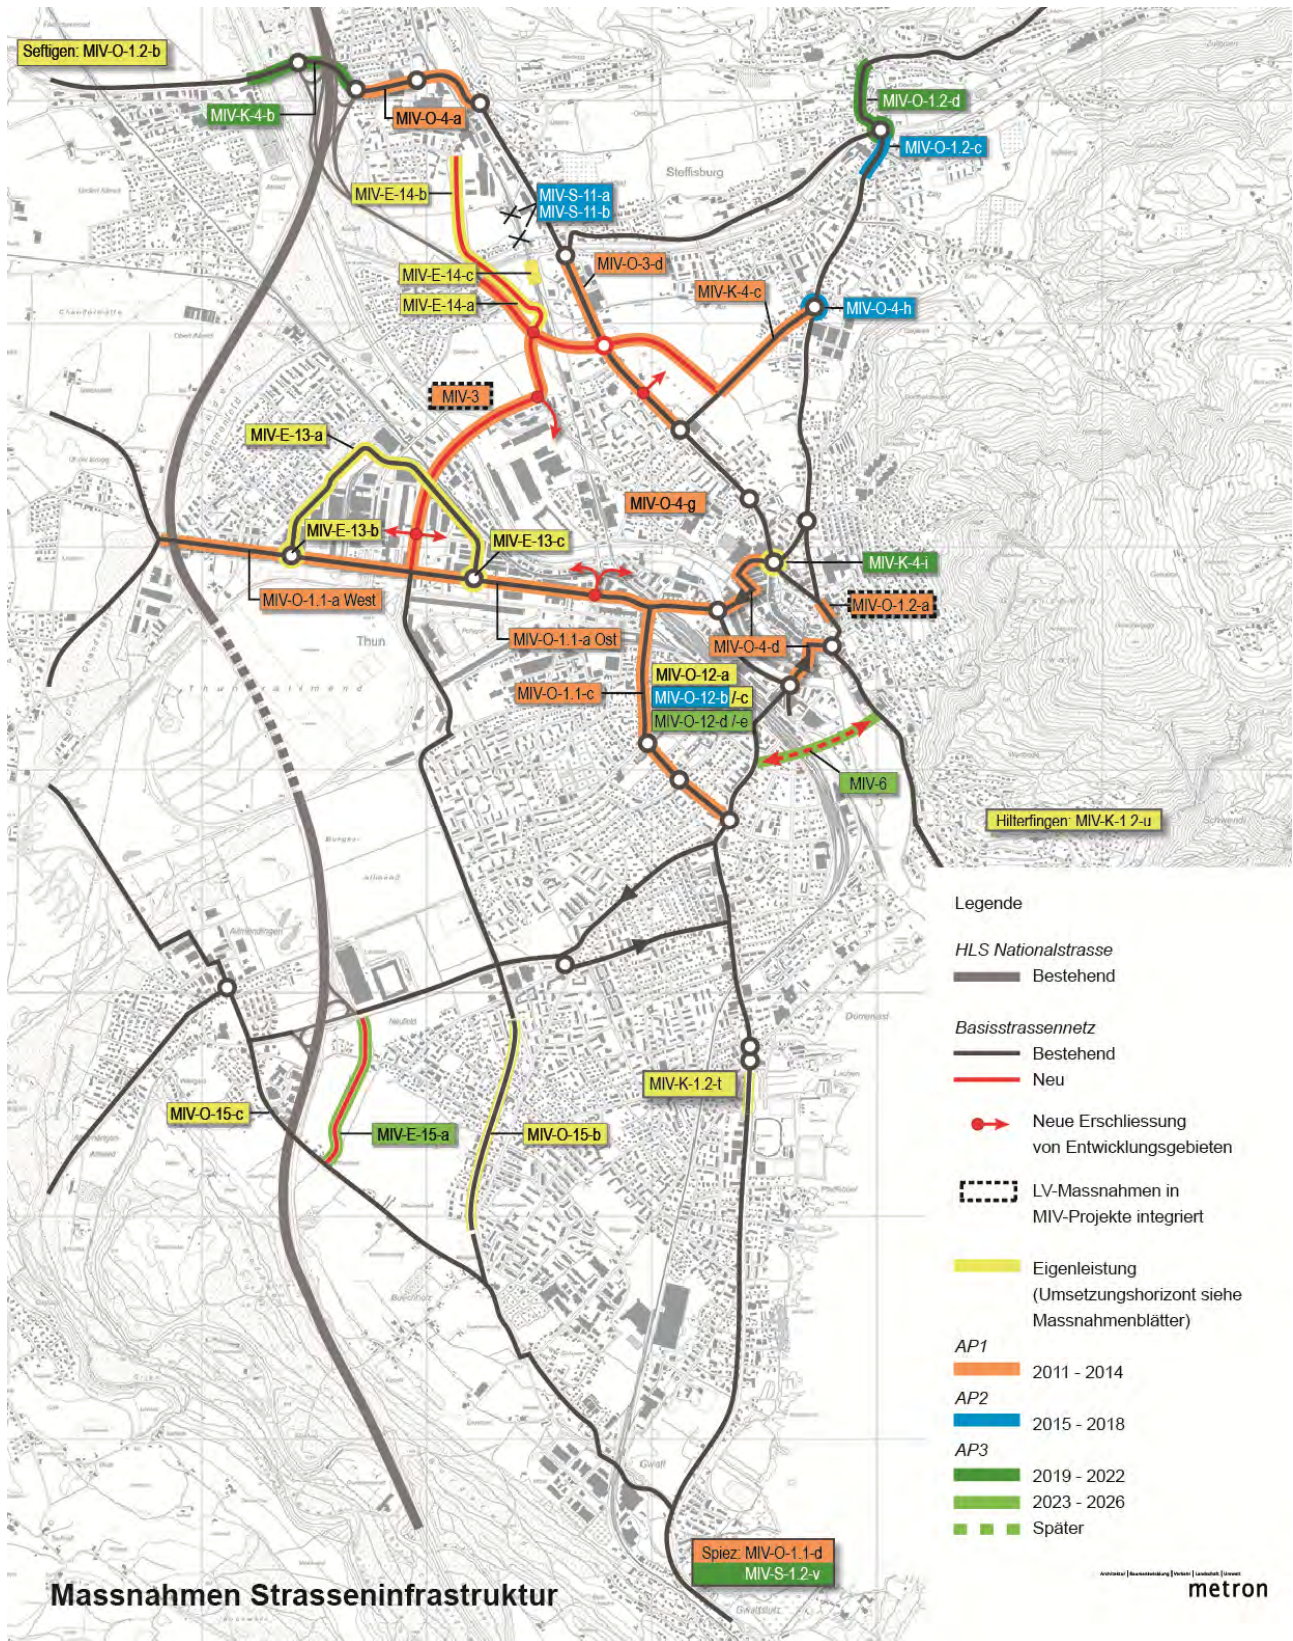 Seftigen: MIV-O-1.2-b
MIV-K-4-b
MIV-O-4-a
MIV-O-1.2-d
MIV-O-1.2-c
Steffisburg
MIV-E-14-b
MIV-S-11-a
MIV-S-11-b
MIV-O-3-d
MIV-E-14-c
MIV-K-4-c
MIV-E-14-a
MIV-O-4-h
MIV-3
MIV-E-13-a
MIV-O-4-g
MIV-E-13-b
MIV-E-13-c
MIV-K-4-i
MIV-O-1.1-a West
MIV-O-1.2-a
Thun
MIV-O-1.1-a Ost
MIV-O-4-d
MIV-O-12-a
MIV-O-1.1-c
MIV-O-12-b /-c
MIV-O-12-d /-e
MIV-6
Hilterfingen: MIV-K-1.2-u
Schwendi
Allmendingen
Neufeld
Dürrenast
MIV-K-1.2-t
MIV-O-15-c
MIV-E-15-a
MIV-O-15-b
Buechholz
Gwatt
Spiez: MIV-O-1.1-d
MIV-S-1.2-v
Massnahmen Strasseninfrastruktur
Legende
HLS Nationalstrasse
Bestehend
Basisstrassennetz
Bestehend
Neu
Neue Erschliessung
von Entwicklungsgebieten
LV-Massnahmen in
MIV-Projekte integriert
Eigenleistung
(Umsetzungshorizont siehe
Massnahmenblätter)
AP1
2011 - 2014
AP2
2015 - 2018
AP3
2019 - 2022
2023 - 2026
Später
metron